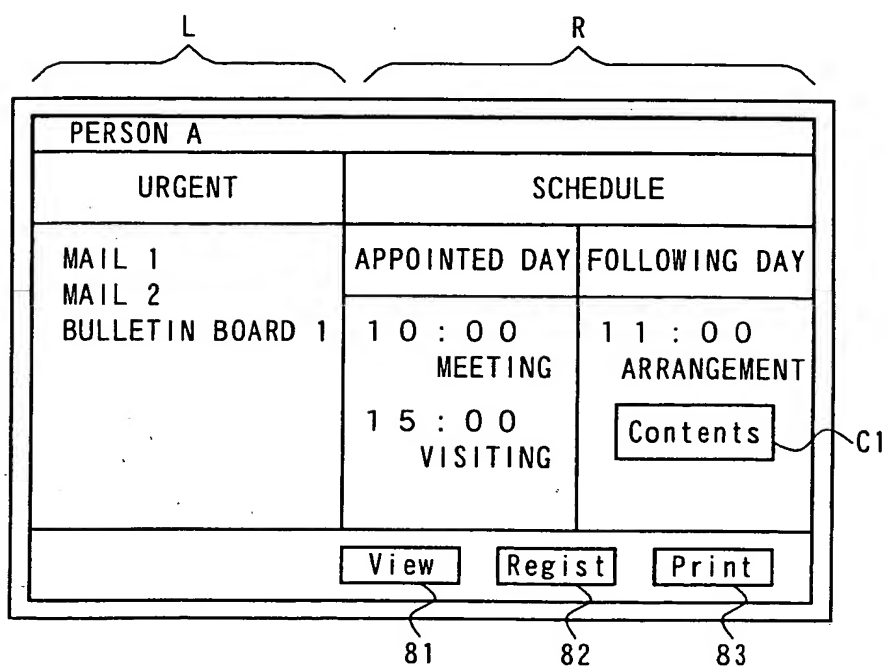 L R
PERSON A
URGENT SCHEDULE
MAIL 1
MAIL 2
BULLETIN BOARD 1
APPOINTED DAY FOLLOWING DAY
10:00
MEETING
15:00
VISITING
11:00
ARRANGEMENT
Contents C1
View Regist Print
81 82 83